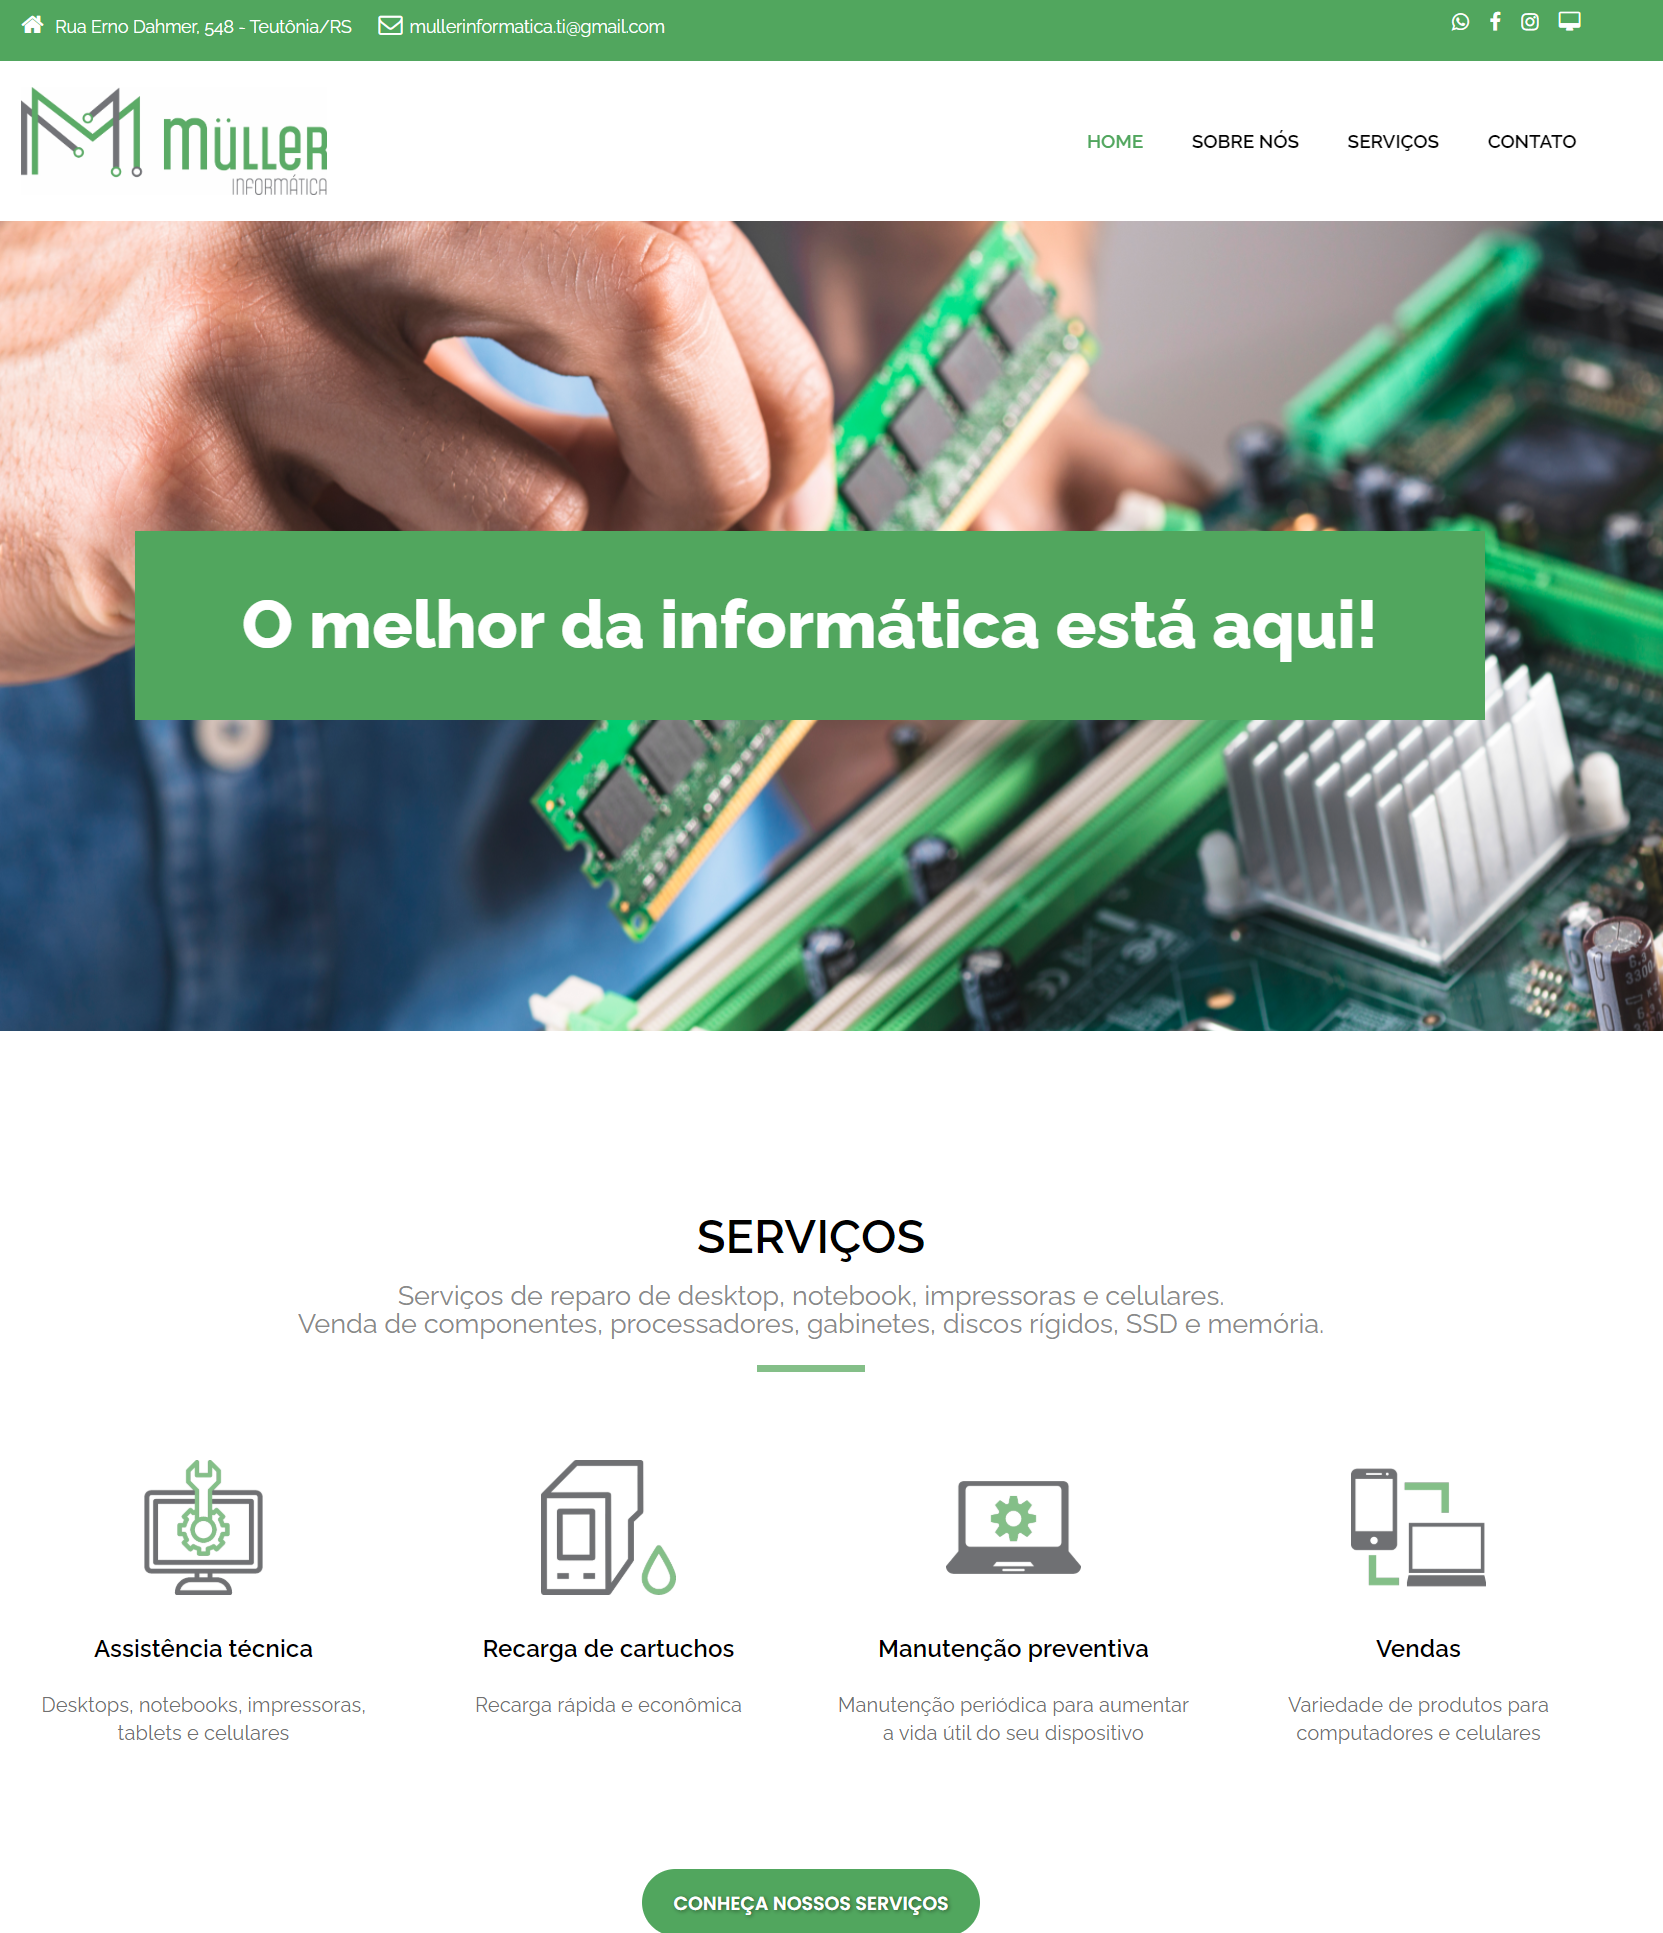 Rua Erno Dahmer, 548 - Teutônia/RS
mullerinformatica.ti@gmail.com
MÜLLER
INFORMÁTICA
HOME
SOBRE NÓS
SERVIÇOS
CONTATO
O melhor da informática está aqui!
6.3
3300
SERVIÇOS
Serviços de reparo de desktop, notebook, impressoras e celulares.
Venda de componentes, processadores, gabinetes, discos rígidos, SSD e memória.
Assistência técnica
Desktops, notebooks, impressoras,
tablets e celulares
Recarga de cartuchos
Recarga rápida e econômica
Manutenção preventiva
Manutenção periódica para aumentar
a vida útil do seu dispositivo
Vendas
Variedade de produtos para
computadores e celulares
CONHEÇA NOSSOS SERVIÇOS